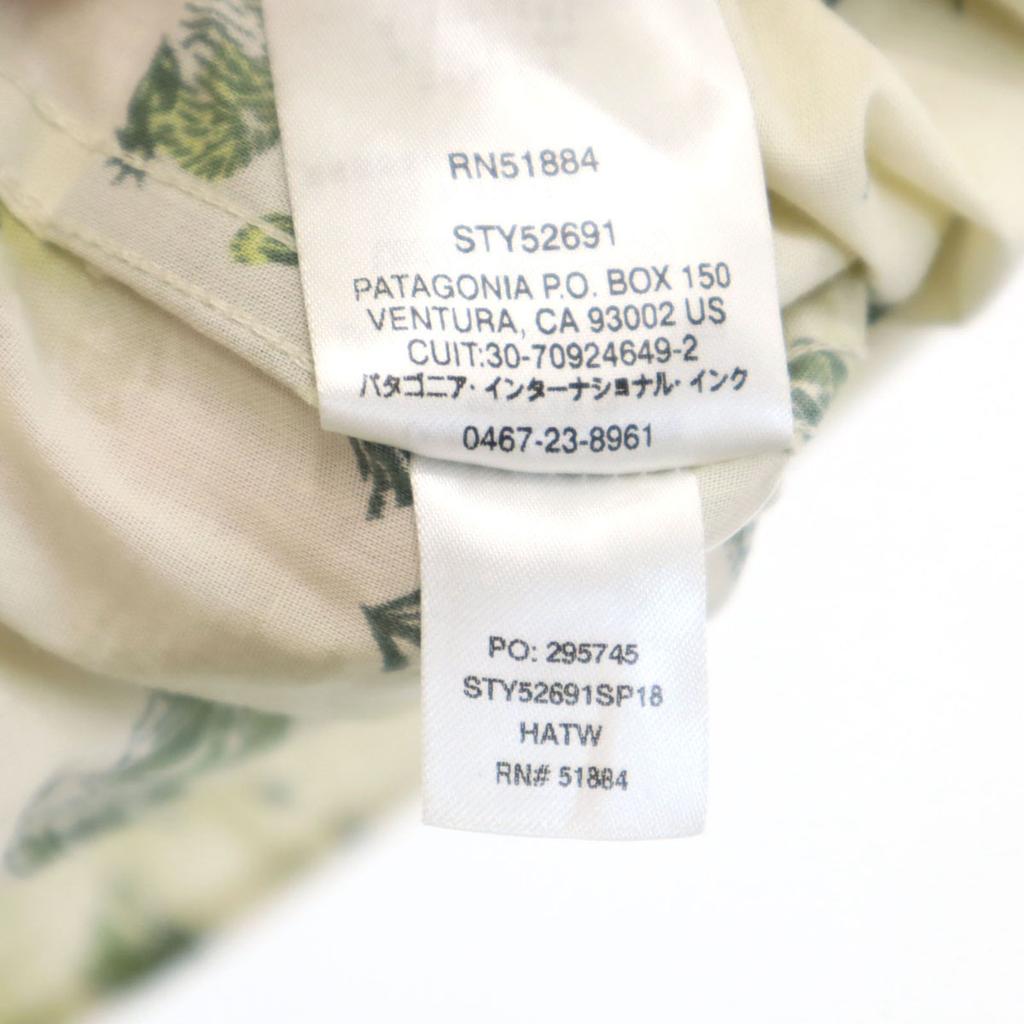 RN51884
STY52691
PATAGONIA P.O. BOX 150
VENTURA, CA 93002 US
CUIT:30-70924649-2
パタゴニア・インターナショナル・インク
0467-23-8961
PO: 295745
STY52691SP18
HATW
RN# 51884